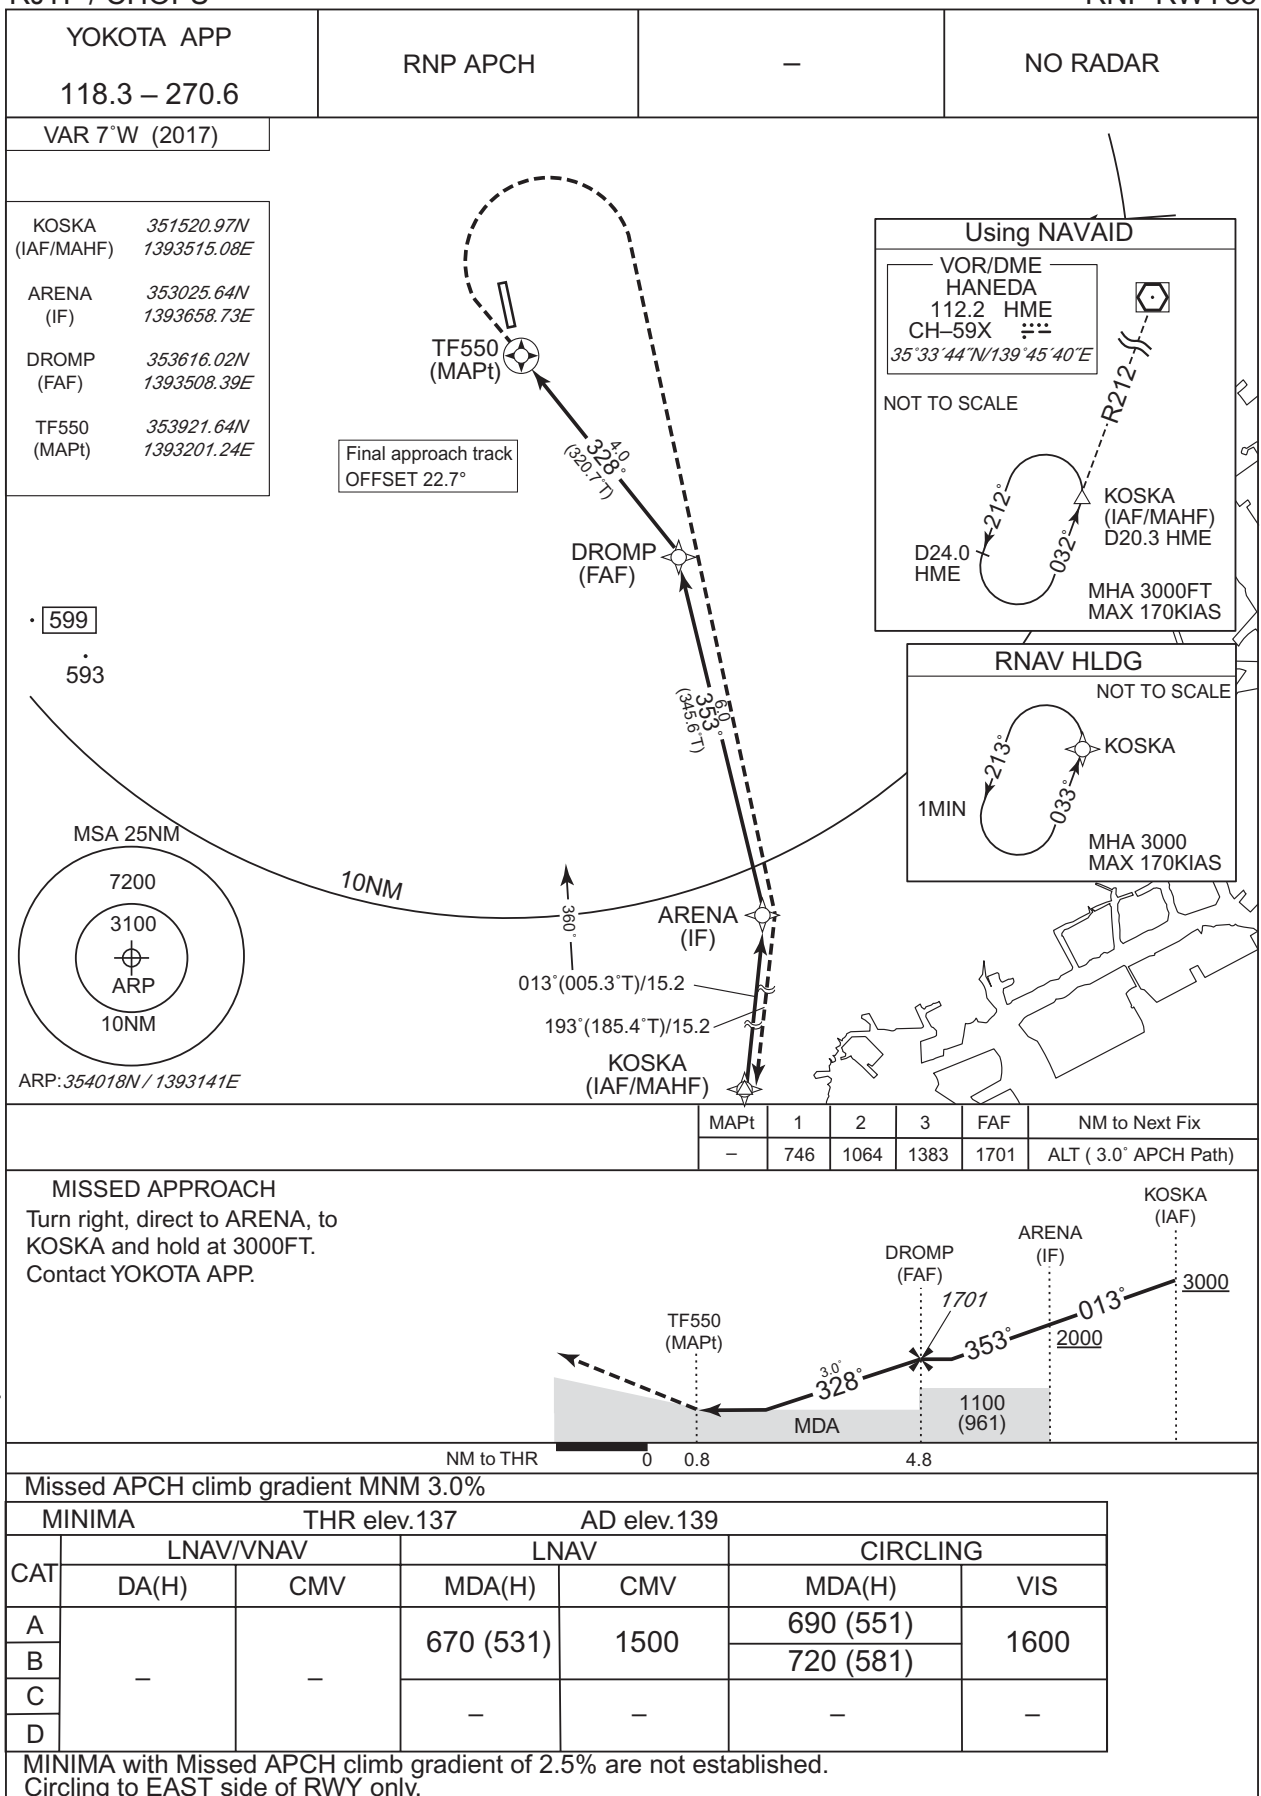 YOKOTA APP
118.3 – 270.6
RNP APCH
–
NO RADAR
VAR 7°W (2017)
KOSKA 351520.97N
(IAF/MAHF) 1393515.08E
ARENA 353025.64N
(IF) 1393658.73E
DROMP 353616.02N
(FAF) 1393508.39E
TF550 353921.64N
(MAPt) 1393201.24E
Using NAVAID
VOR/DME
HANEDA
112.2 HME
CH–59X
35°33′44″N/139°45′40″E
NOT TO SCALE
R212
212°
032°
KOSKA
(IAF/MAHF)
D20.3 HME
D24.0
HME
MHA 3000FT
MAX 170KIAS
RNAV HLDG
NOT TO SCALE
213°
033°
KOSKA
1MIN
MHA 3000
MAX 170KIAS
TF550
(MAPt)
4.0
328°
(320.7°T)
Final approach track
OFFSET 22.7°
DROMP
(FAF)
599
593
6.0
353°
(345.6°T)
10NM
360°
ARENA
(IF)
013°(005.3°T)/15.2
193°(185.4°T)/15.2
KOSKA
(IAF/MAHF)
MSA 25NM
7200
3100
ARP
10NM
ARP:354018N / 1393141E
MAPt 1 2 3 FAF NM to Next Fix
– 746 1064 1383 1701 ALT ( 3.0° APCH Path)
MISSED APPROACH
Turn right, direct to ARENA, to
KOSKA and hold at 3000FT.
Contact YOKOTA APP.
KOSKA
(IAF)
ARENA
(IF)
DROMP
(FAF)
1701
TF550
(MAPt)
3000
013°
2000
353°
3.0°
328°
1100
(961)
MDA
NM to THR 0 0.8 4.8
Missed APCH climb gradient MNM 3.0%
MINIMA THR elev.137 AD elev.139
CAT LNAV/VNAV LNAV CIRCLING
DA(H) CMV MDA(H) CMV MDA(H) VIS
A – – 670 (531) 1500 690 (551) 1600
B 720 (581)
C – – – –
D
MINIMA with Missed APCH climb gradient of 2.5% are not established.
Circling to EAST side of RWY only.